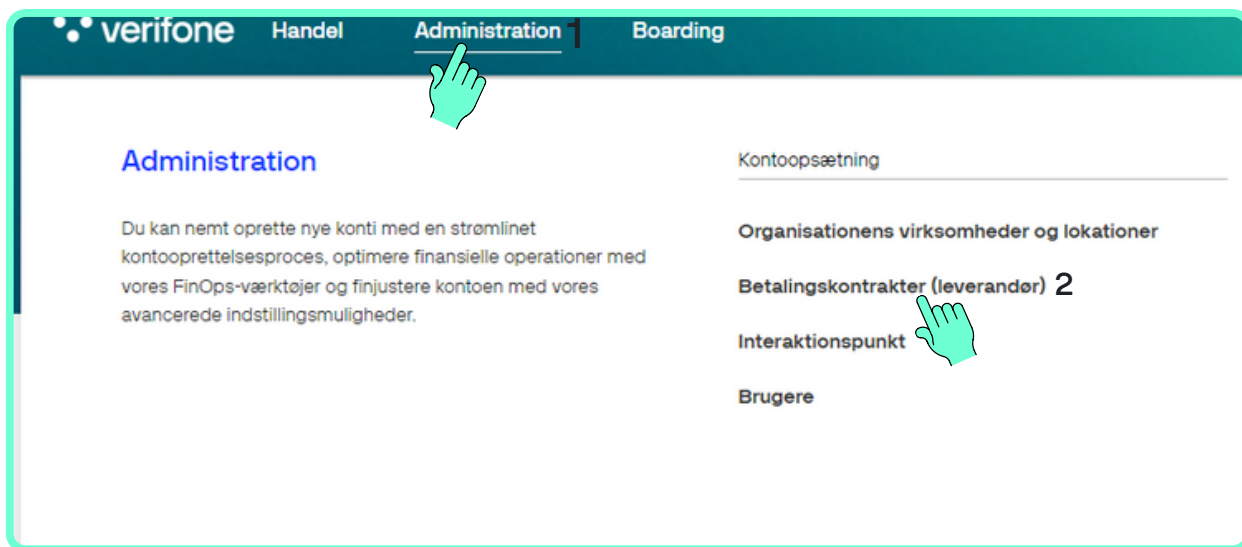 verifone Handel Administration 1 Boarding
Administration
Du kan nemt oprette nye konti med en strømlinet
kontooprettelsesproces, optimere finansielle operationer med
vores FinOps-værktøjer og finjustere kontoen med vores
avancerede indstillingsmuligheder.
Kontoopsætning
Organisationens virksomheder og lokationer
Betalingskontrakter (leverandør) 2
Interaktionspunkt
Brugere